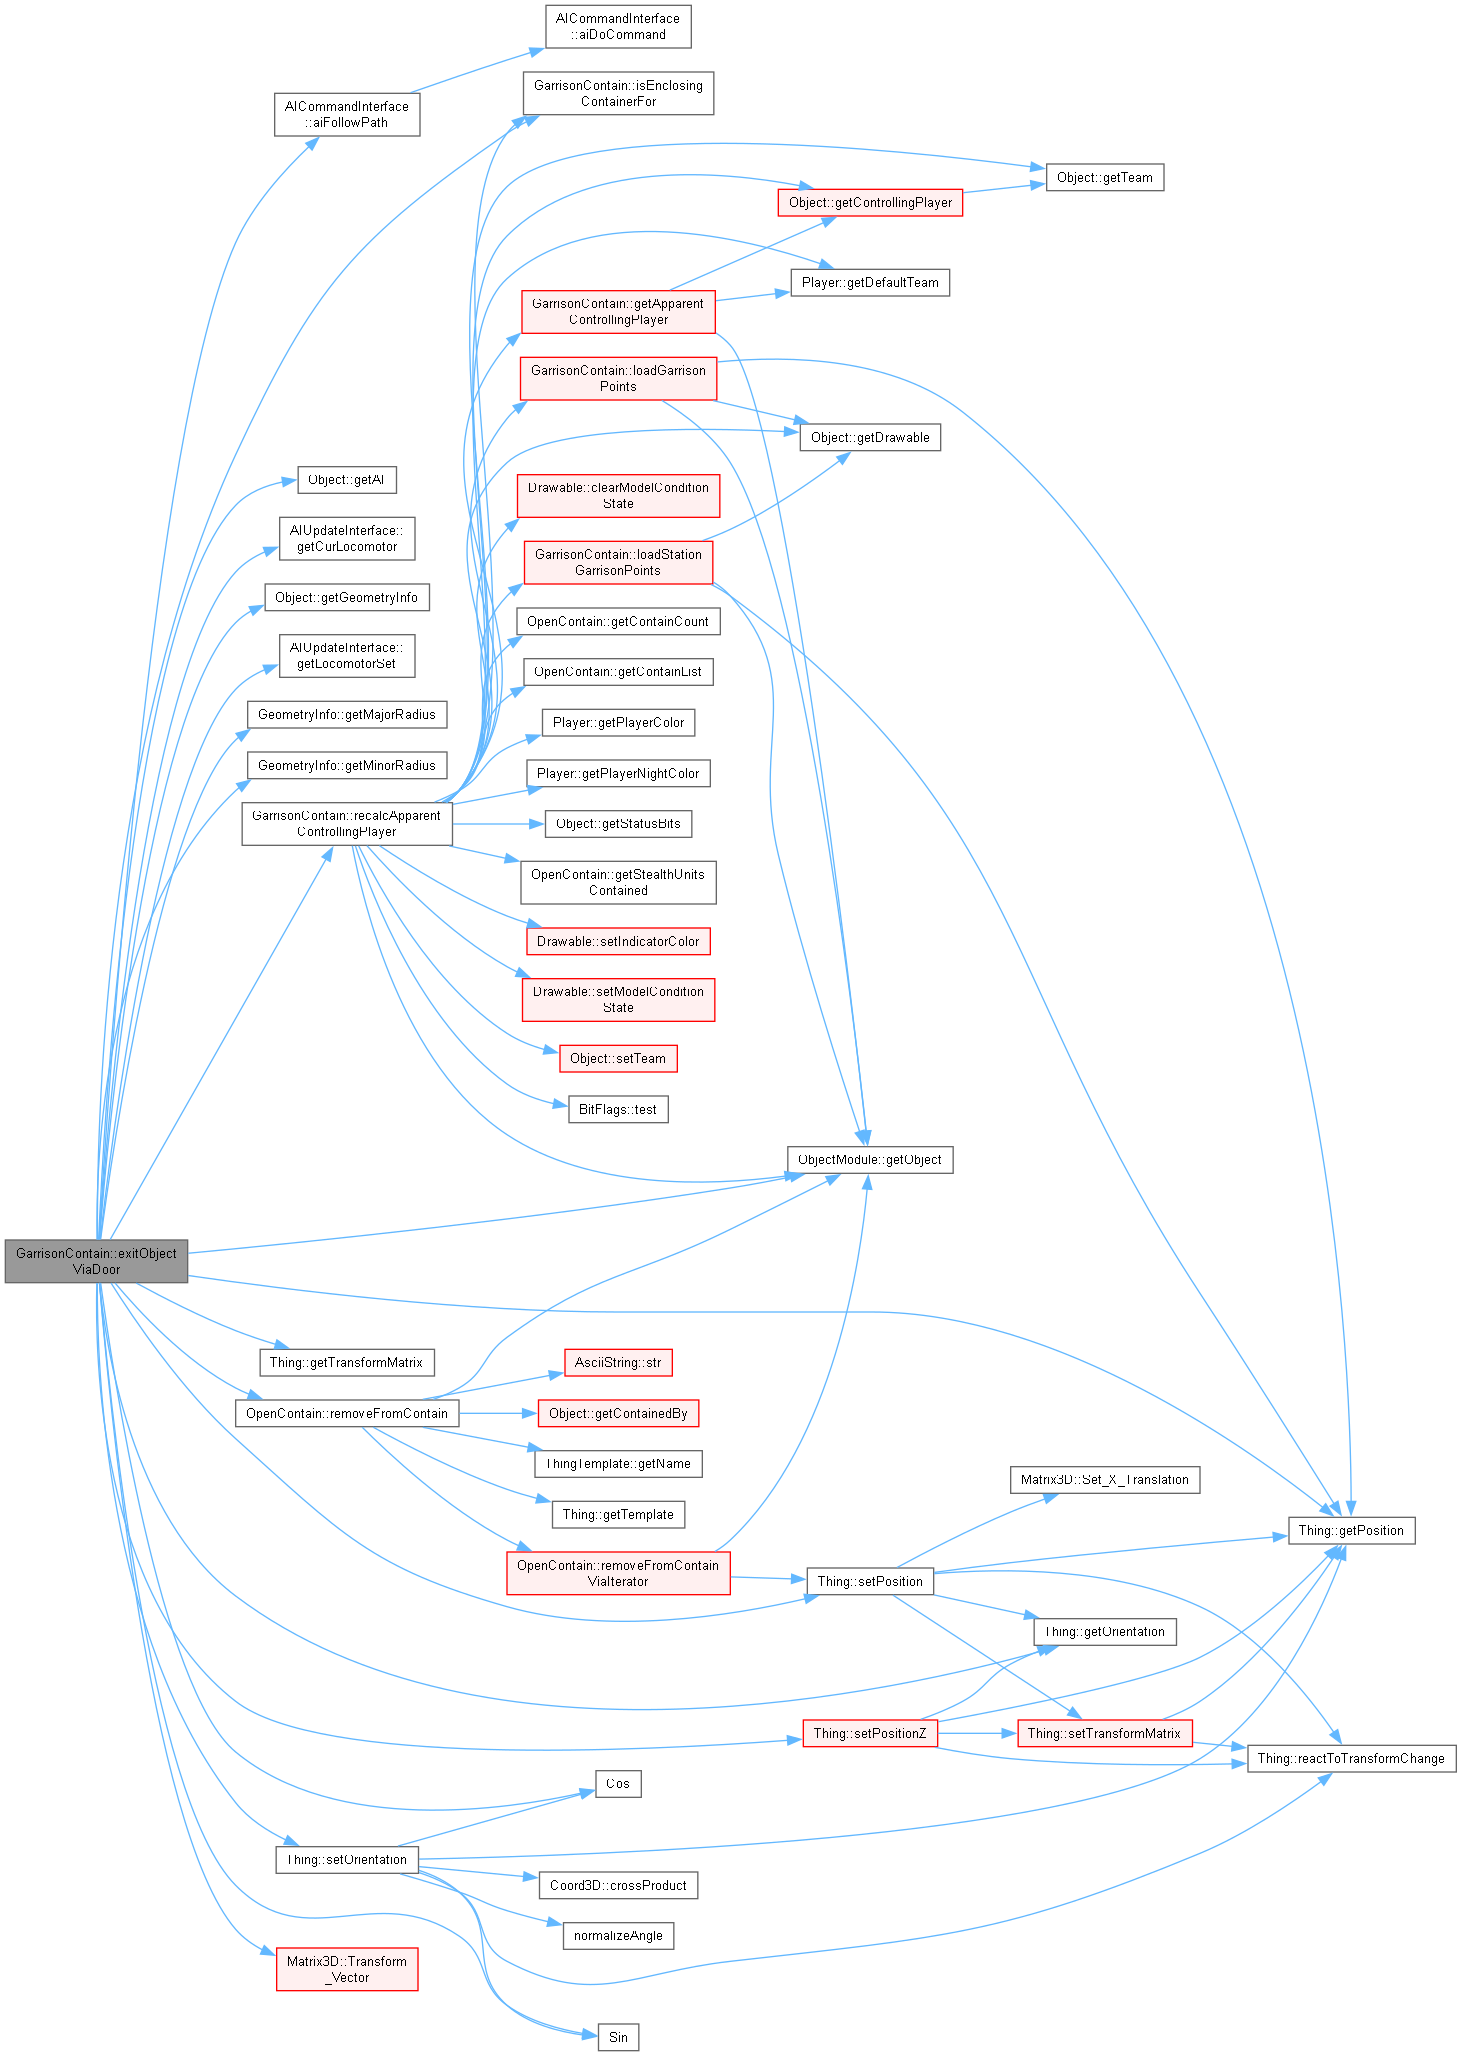 AICommandInterface
::aiDoCommand
GarrisonContain::isEnclosing
ContainerFor
AICommandInterface
::aiFollowPath
Object::getTeam
Object::getControllingPlayer
Player::getDefaultTeam
GarrisonContain::getApparent
ControllingPlayer
GarrisonContain::loadGarrison
Points
Object::getDrawable
Object::getAI
Drawable::clearModelCondition
State
AIUpdateInterface::
getCurLocomotor
GarrisonContain::loadStation
GarrisonPoints
Object::getGeometryInfo
OpenContain::getContainCount
AIUpdateInterface::
getLocomotorSet
OpenContain::getContainList
GeometryInfo::getMajorRadius
Player::getPlayerColor
GeometryInfo::getMinorRadius
Player::getPlayerNightColor
GarrisonContain::recalcApparent
ControllingPlayer
Object::getStatusBits
OpenContain::getStealthUnits
Contained
Drawable::setIndicatorColor
Drawable::setModelCondition
State
Object::setTeam
BitFlags::test
ObjectModule::getObject
GarrisonContain::exitObject
ViaDoor
Thing::getTransformMatrix
AsciiString::str
OpenContain::removeFromContain
Object::getContainedBy
ThingTemplate::getName
Matrix3D::Set_X_Translation
Thing::getTemplate
Thing::getPosition
OpenContain::removeFromContain
ViaIterator
Thing::setPosition
Thing::getOrientation
Thing::setPositionZ
Thing::setTransformMatrix
Thing::reactToTransformChange
Cos
Thing::setOrientation
Coord3D::crossProduct
normalizeAngle
Matrix3D::Transform
_Vector
Sin